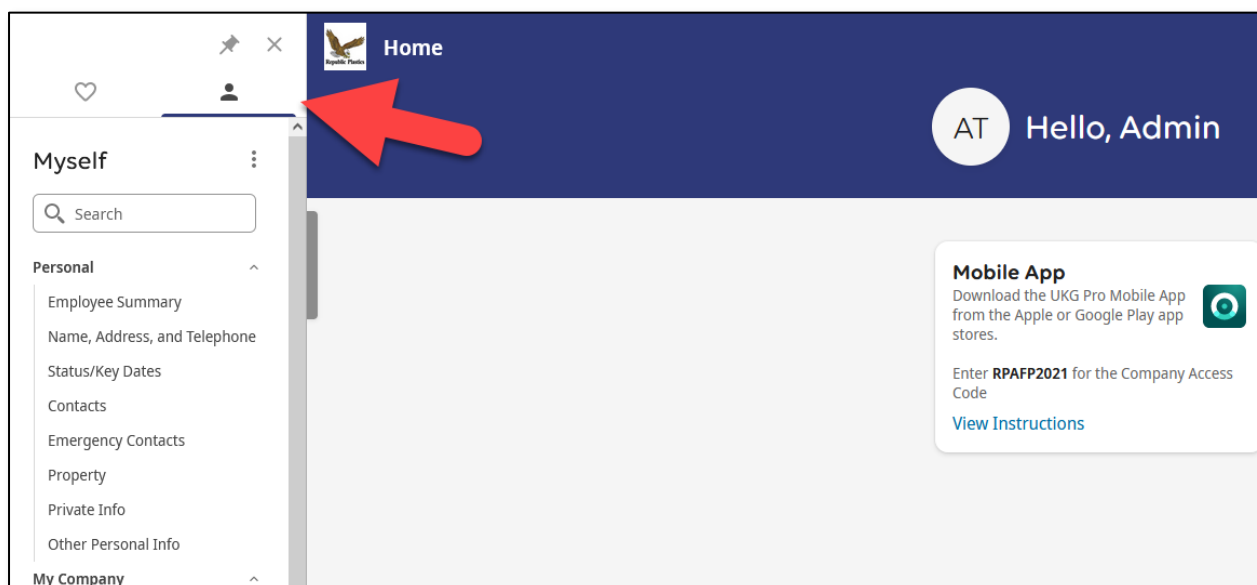 Republic Plastics
Home
AT
Hello, Admin
Myself
Search
Personal
Employee Summary
Name, Address, and Telephone
Status/Key Dates
Contacts
Emergency Contacts
Property
Private Info
Other Personal Info
My Company
Mobile App
Download the UKG Pro Mobile App
from the Apple or Google Play app
stores.
Enter RPAFP2021 for the Company Access
Code
View Instructions